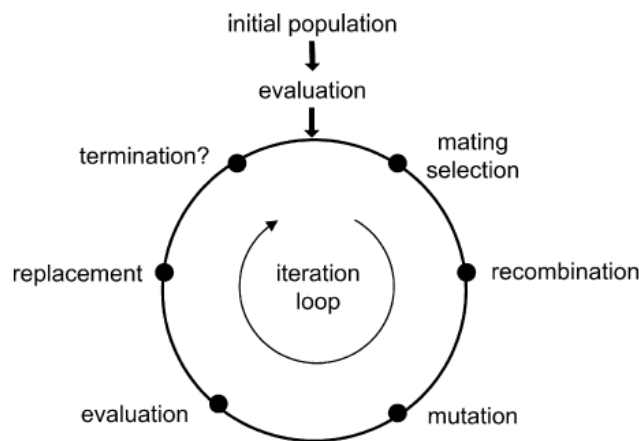 initial population
evaluation
termination?
mating
selection
replacement
iteration
loop
recombination
evaluation
mutation